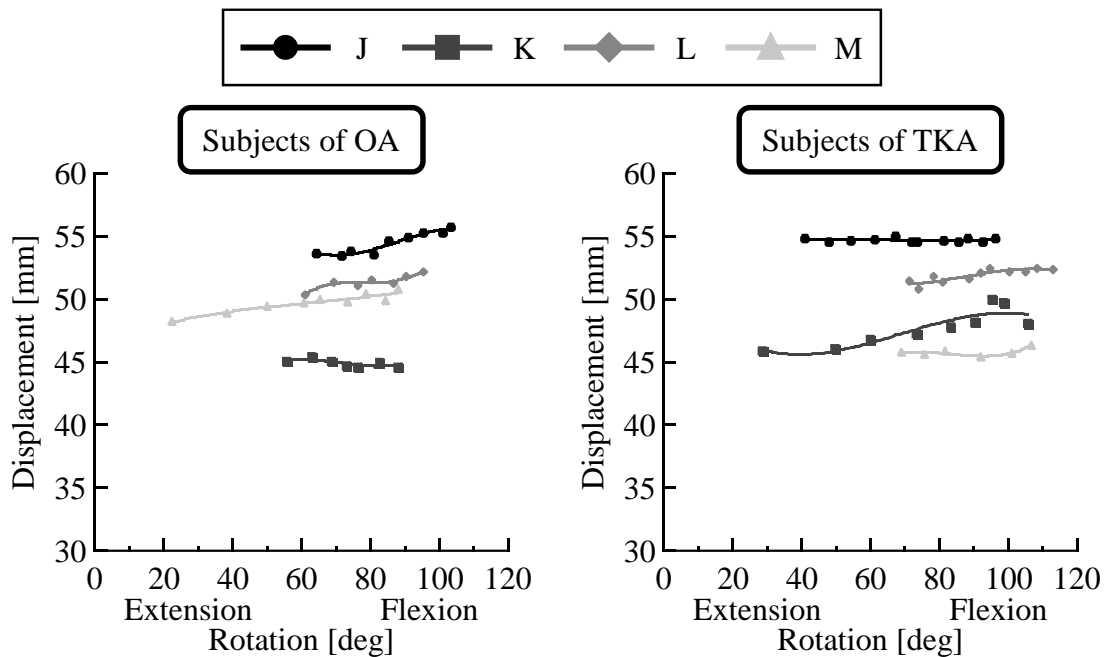 J K L M
Subjects of OA
60
55
50
45
40
35
30
Displacement [mm]
0 20 40 60 80 100 120
Extension Flexion
Rotation [deg]
Subjects of TKA
60
55
50
45
40
35
30
Displacement [mm]
0 20 40 60 80 100 120
Extension Flexion
Rotation [deg]